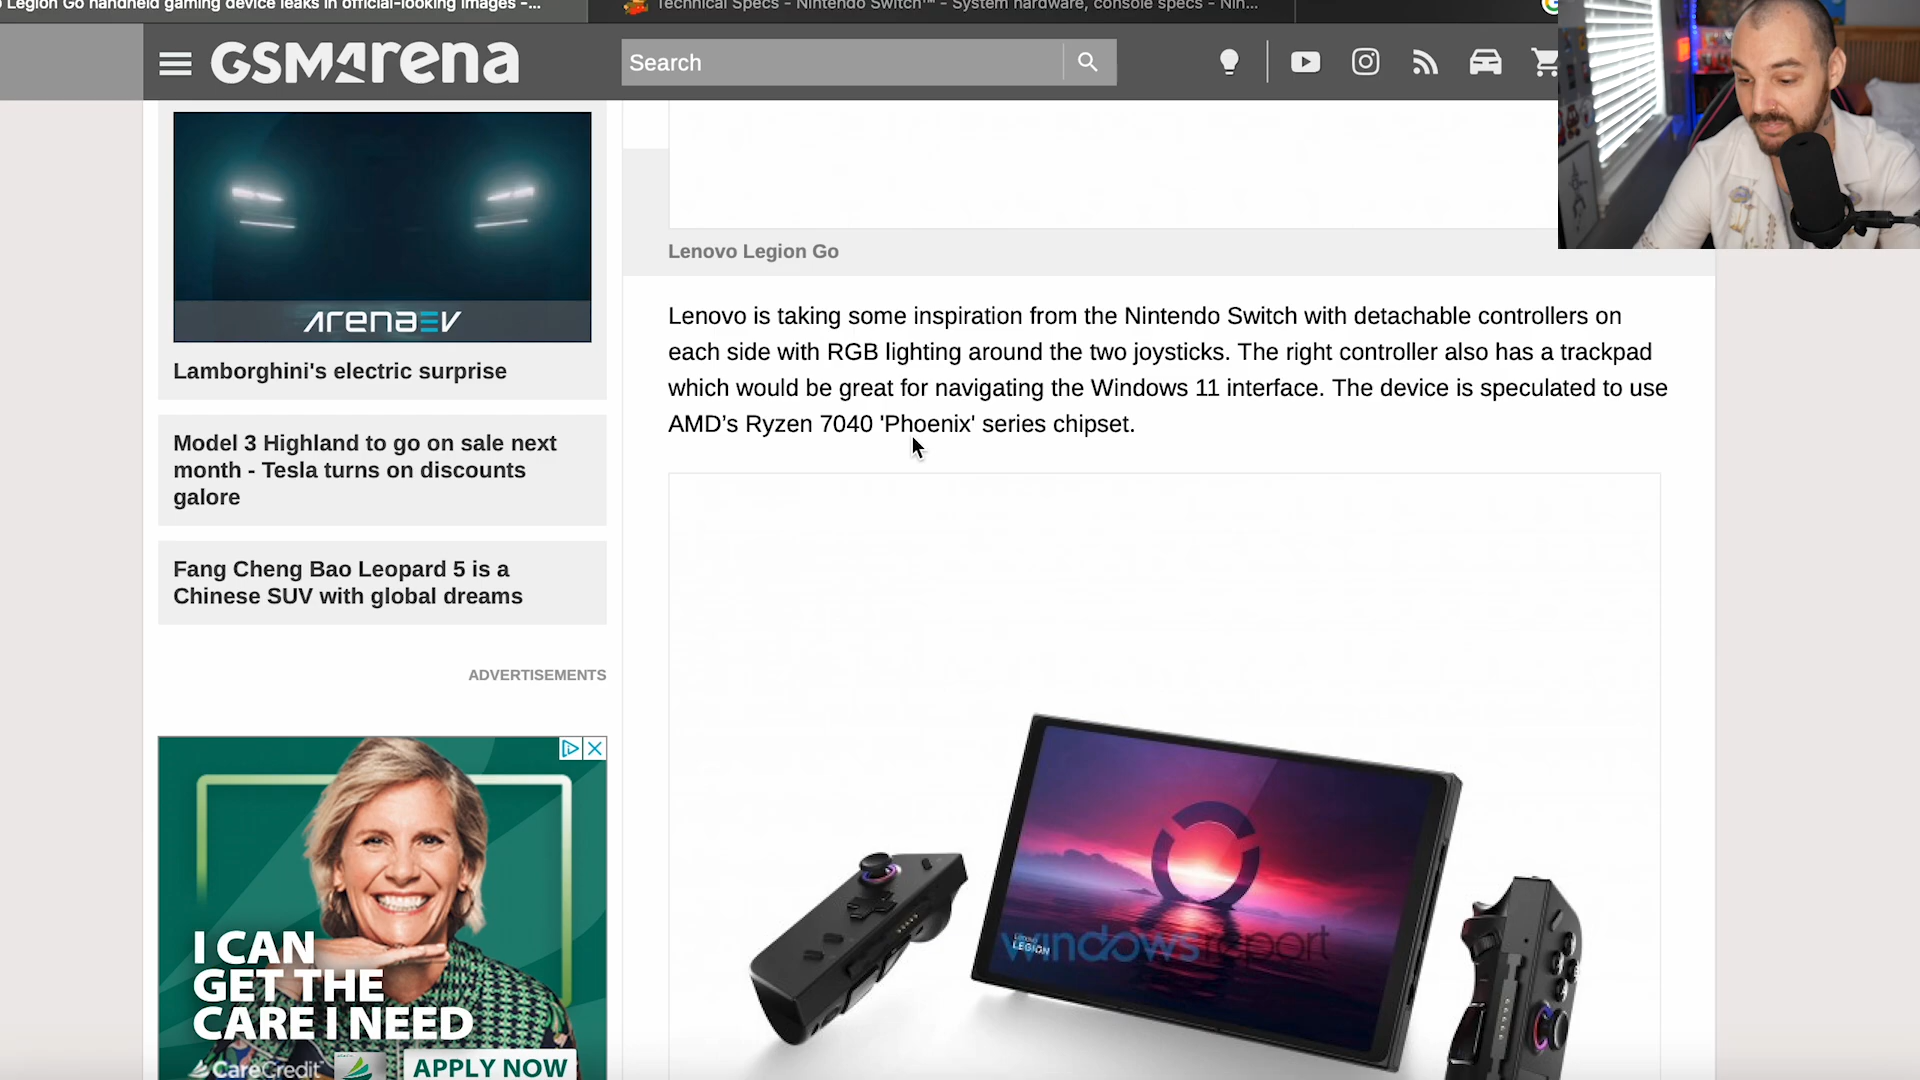 Legion Go handheld gaming device leaks in official-looking images -...
Technical Specs - Nintendo Switch™ - System hardware, console specs - Nin...
GSMArena
Search
arenaEV
Lamborghini's electric surprise
Model 3 Highland to go on sale next
month - Tesla turns on discounts
galore
Fang Cheng Bao Leopard 5 is a
Chinese SUV with global dreams
ADVERTISEMENTS
I CAN
GET THE
CARE I NEED
CareCredit
APPLY NOW
Lenovo Legion Go
Lenovo is taking some inspiration from the Nintendo Switch with detachable controllers on
each side with RGB lighting around the two joysticks. The right controller also has a trackpad
which would be great for navigating the Windows 11 interface. The device is speculated to use
AMD’s Ryzen 7040 'Phoenix' series chipset.
Lenovo
LEGION
windowsreport